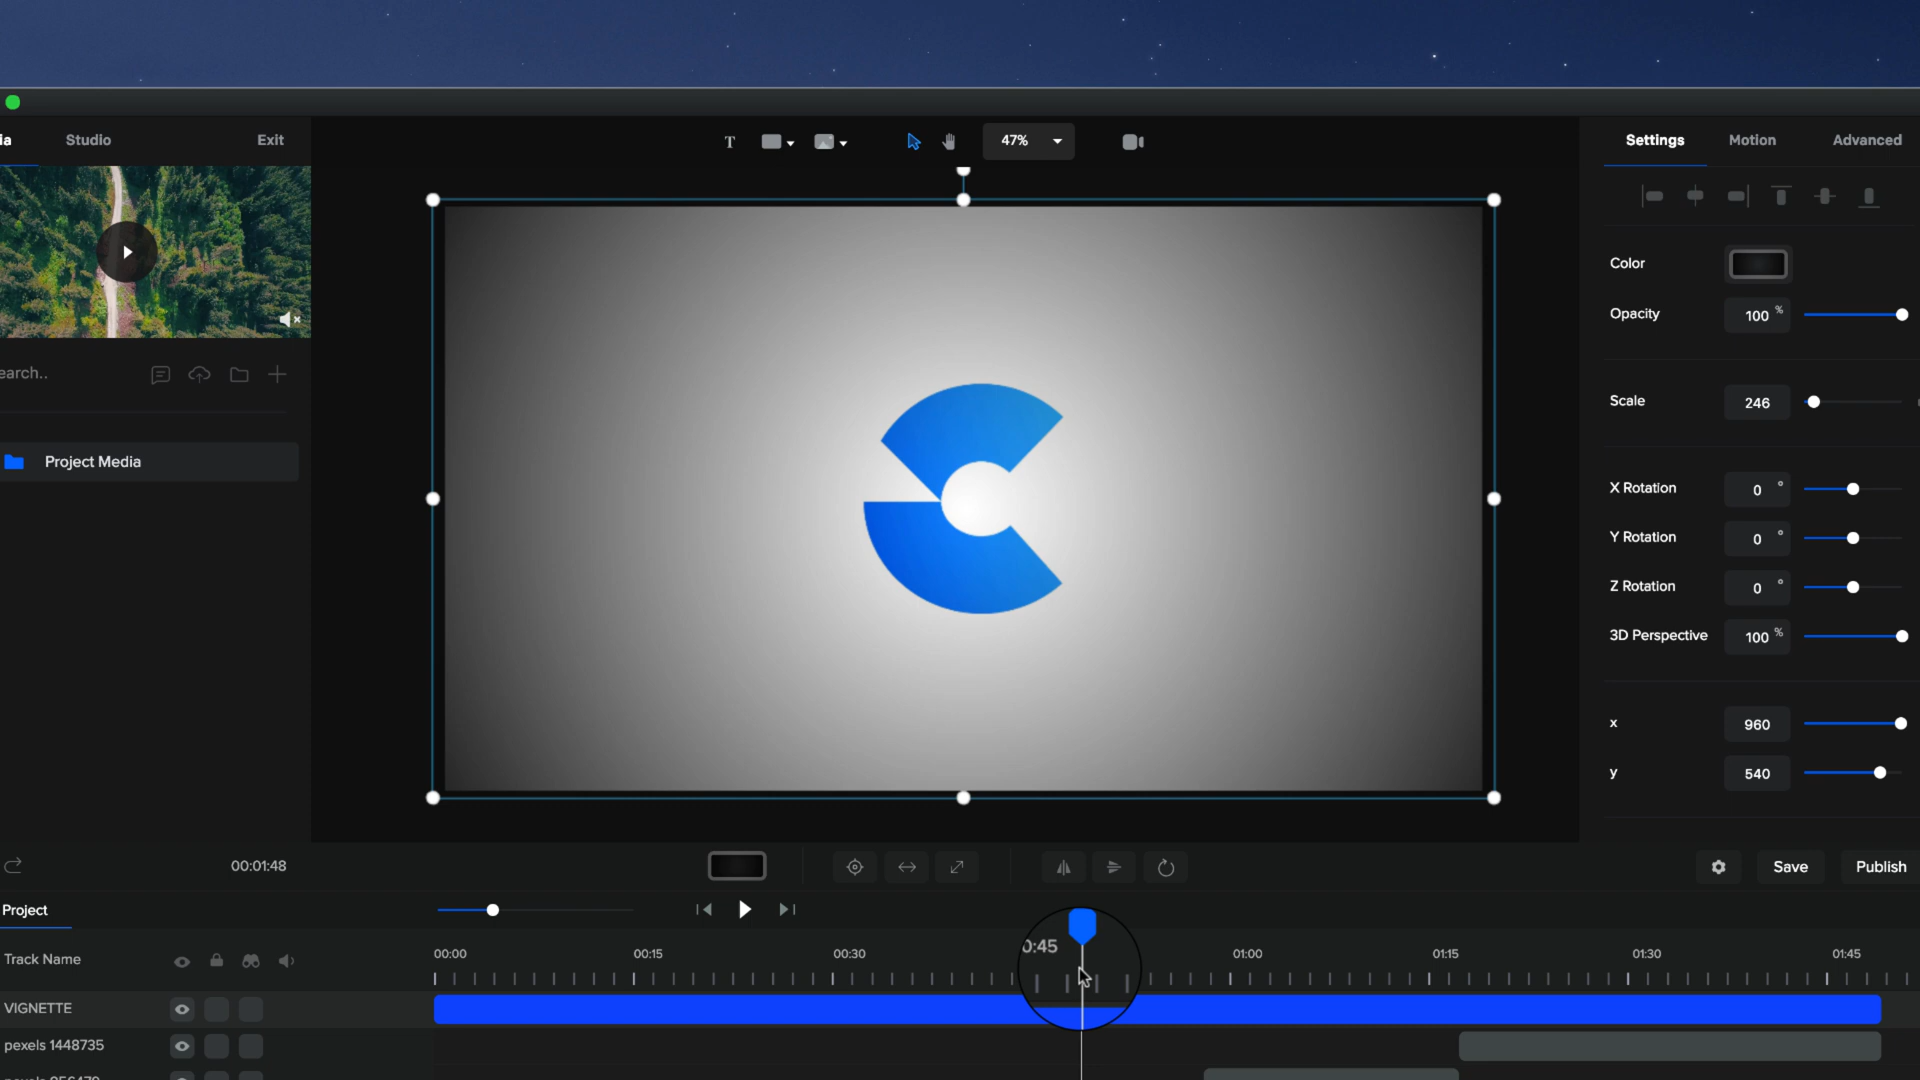 ia Studio Exit
T 47%
Settings Motion Advanced
Color
Opacity 100 %
earch..
Scale 246
Project Media
X Rotation 0 °
Y Rotation 0 °
Z Rotation 0 °
3D Perspective 100 %
x 960
y 540
00:01:48
Save Publish
Project
Track Name
00:00 00:15 00:30 0:45 01:00 01:15 01:30 01:45
VIGNETTE
pexels 1448735